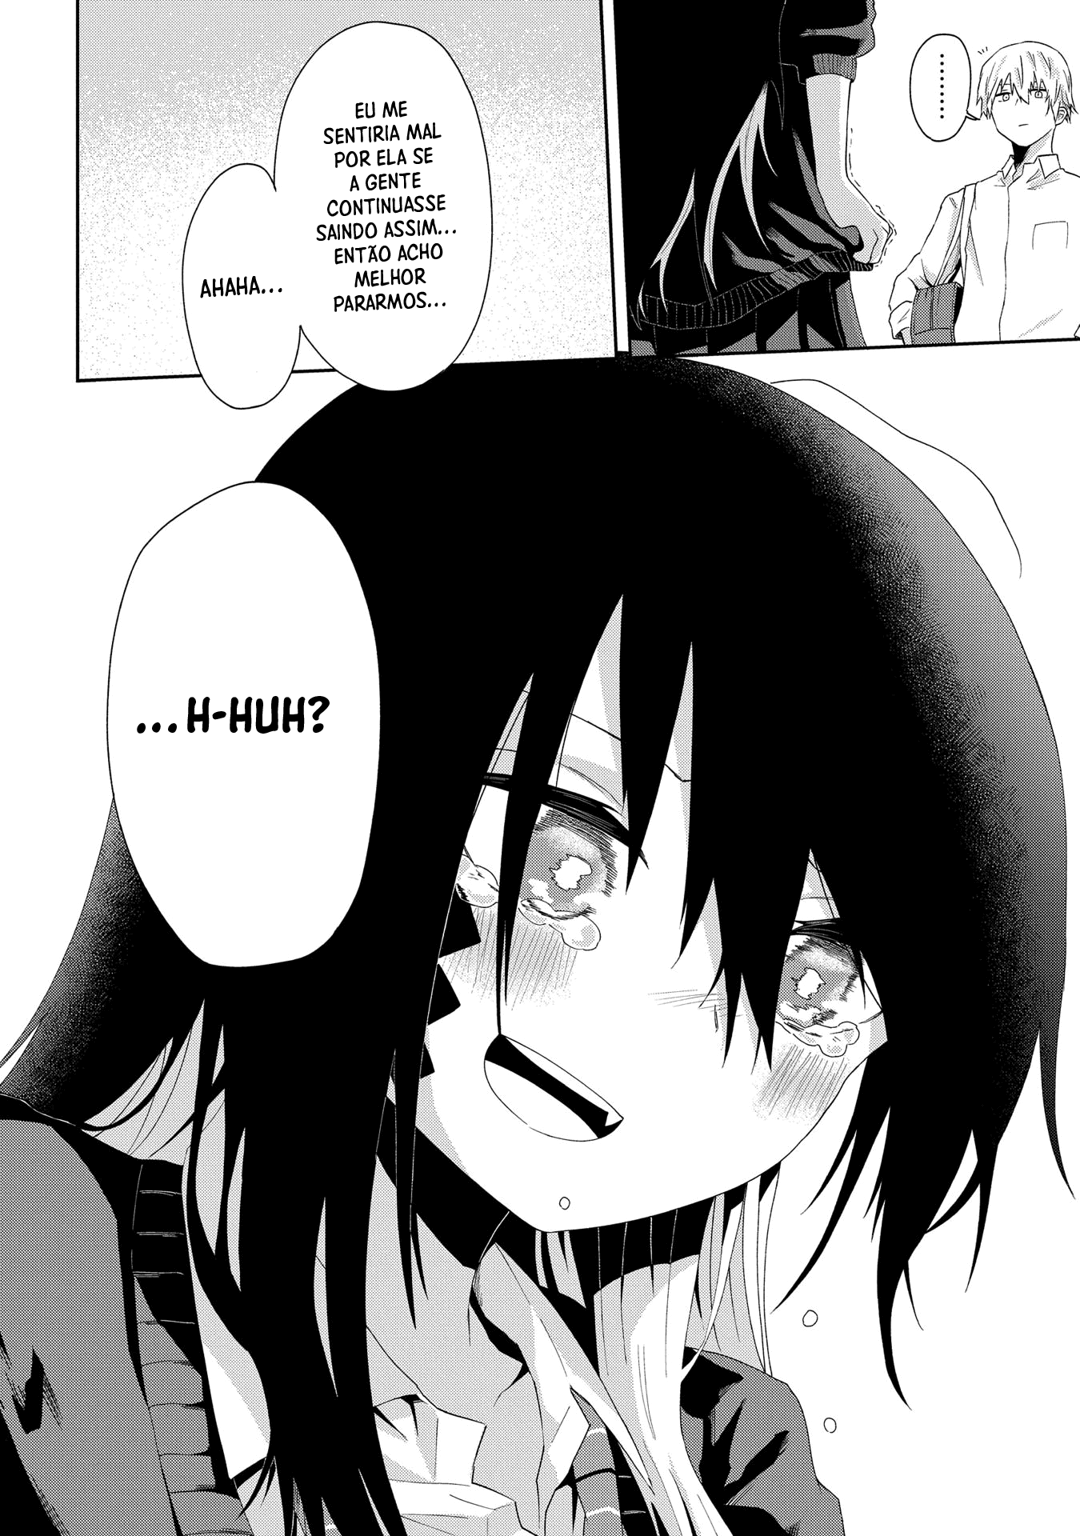 .......
EU ME
SENTIRIA MAL
POR ELA SE
A GENTE
CONTINUASSE
SAINDO ASSIM...
ENTÃO ACHO
MELHOR
PARARMOS...
AHAHA...
...H-HUH?